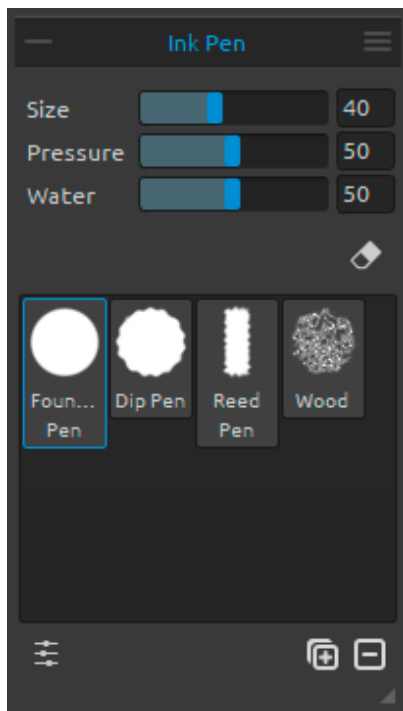 Ink Pen
Size 40
Pressure 50
Water 50
Foun... Dip Pen Reed Wood
Pen Pen